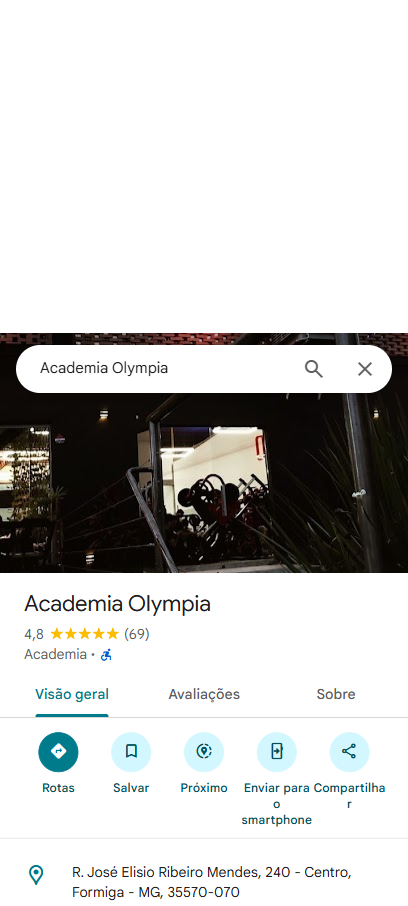 Academia Olympia
Academia Olympia
4,8 (69)
Academia ·
Visão geral Avaliações Sobre
Rotas Salvar Próximo Enviar para o smartphone Compartilhar
R. José Elisio Ribeiro Mendes, 240 - Centro,
Formiga - MG, 35570-070